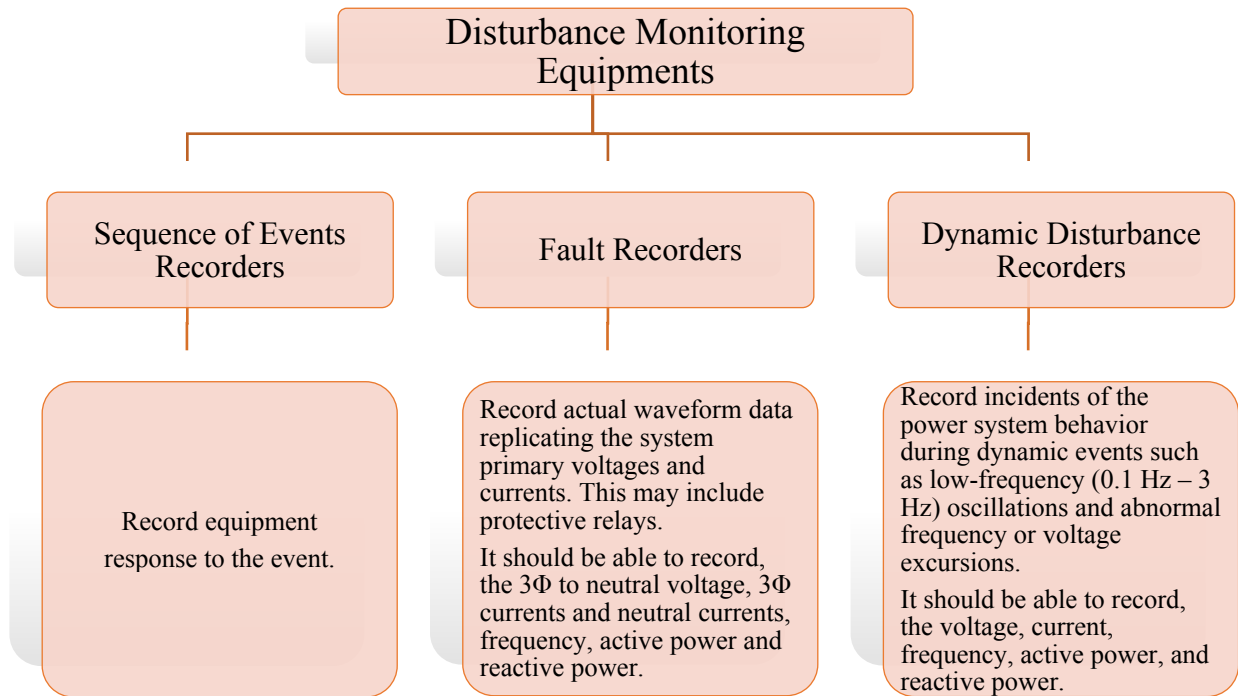 Disturbance Monitoring
Equipments
Sequence of Events
Recorders
Fault Recorders
Dynamic Disturbance
Recorders
Record equipment
response to the event.
Record actual waveform data
replicating the system
primary voltages and
currents. This may include
protective relays.
It should be able to record,
the 3Φ to neutral voltage, 3Φ
currents and neutral currents,
frequency, active power and
reactive power.
Record incidents of the
power system behavior
during dynamic events such
as low-frequency (0.1 Hz – 3
Hz) oscillations and abnormal
frequency or voltage
excursions.
It should be able to record,
the voltage, current,
frequency, active power, and
reactive power.